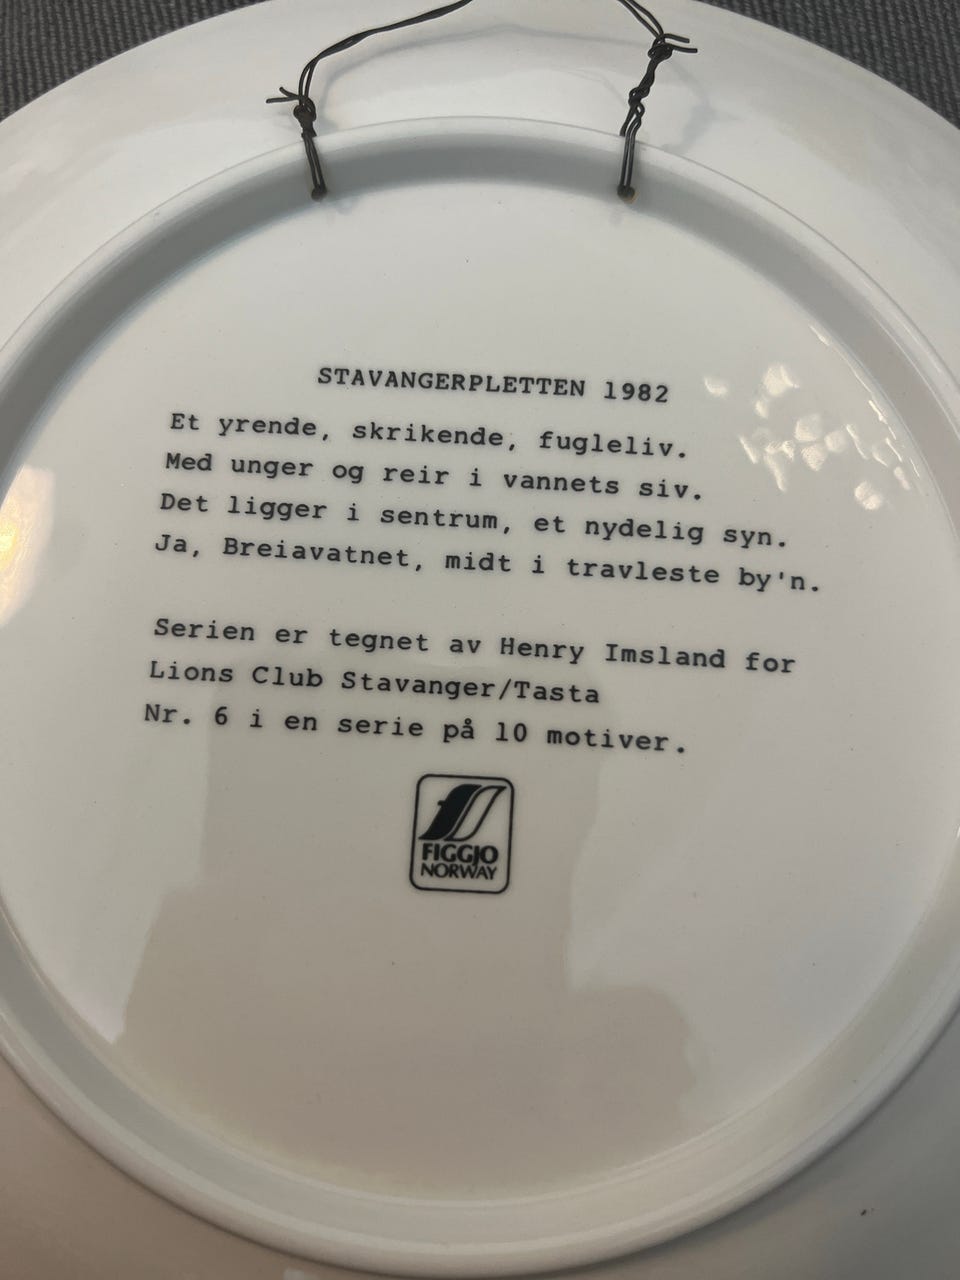 STAVANGERPLETTEN 1982
Et yrende, skrikende, fugleliv.
Med unger og reir i vannets siv.
Det ligger i sentrum, et nydelig syn.
Ja, Breiavatnet, midt i travleste by'n.
Serien er tegnet av Henry Imsland for
Lions Club Stavanger/Tasta
Nr. 6 i en serie på 10 motiver.
FIGGJO
NORWAY